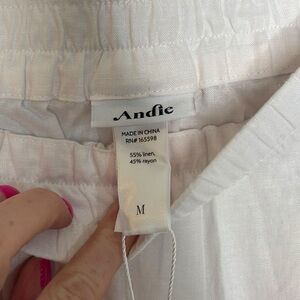 Andie
MADE IN CHINA
RN# 165598
55% linen,
45% rayon
M